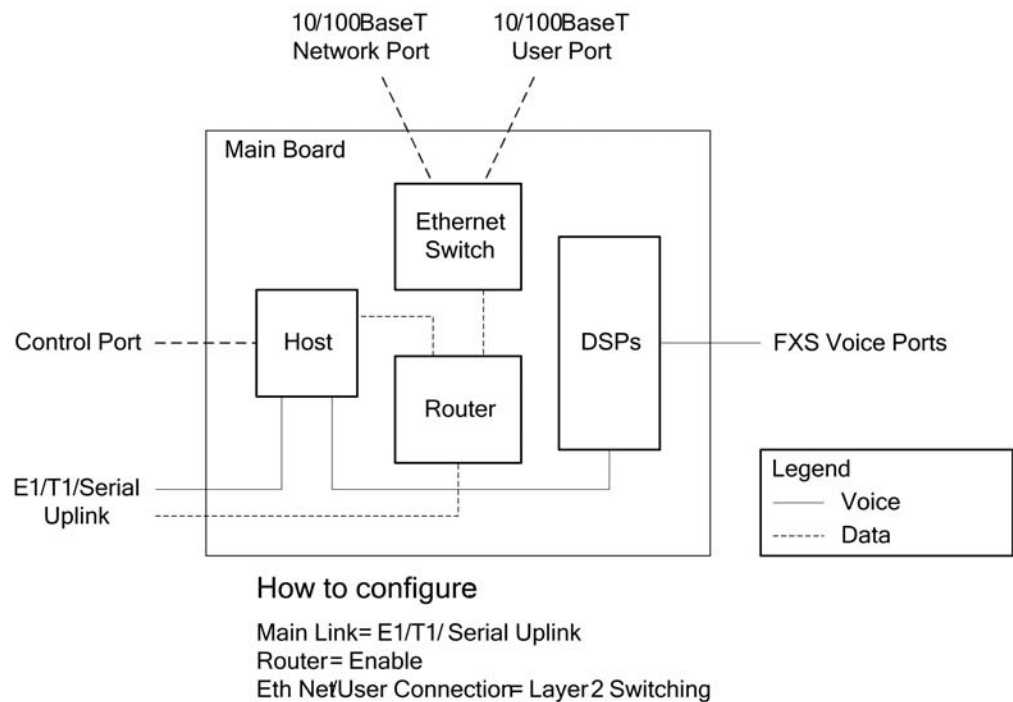 10/100BaseT
Network Port
10/100BaseT
User Port
Main Board
Ethernet
Switch
Control Port
Host
DSPs
FXS Voice Ports
Router
E1/T1/Serial
Uplink
Legend
Voice
Data
How to configure
Main Link= E1/T1/ Serial Uplink
Router= Enable
Eth Net/User Connection= Layer 2 Switching